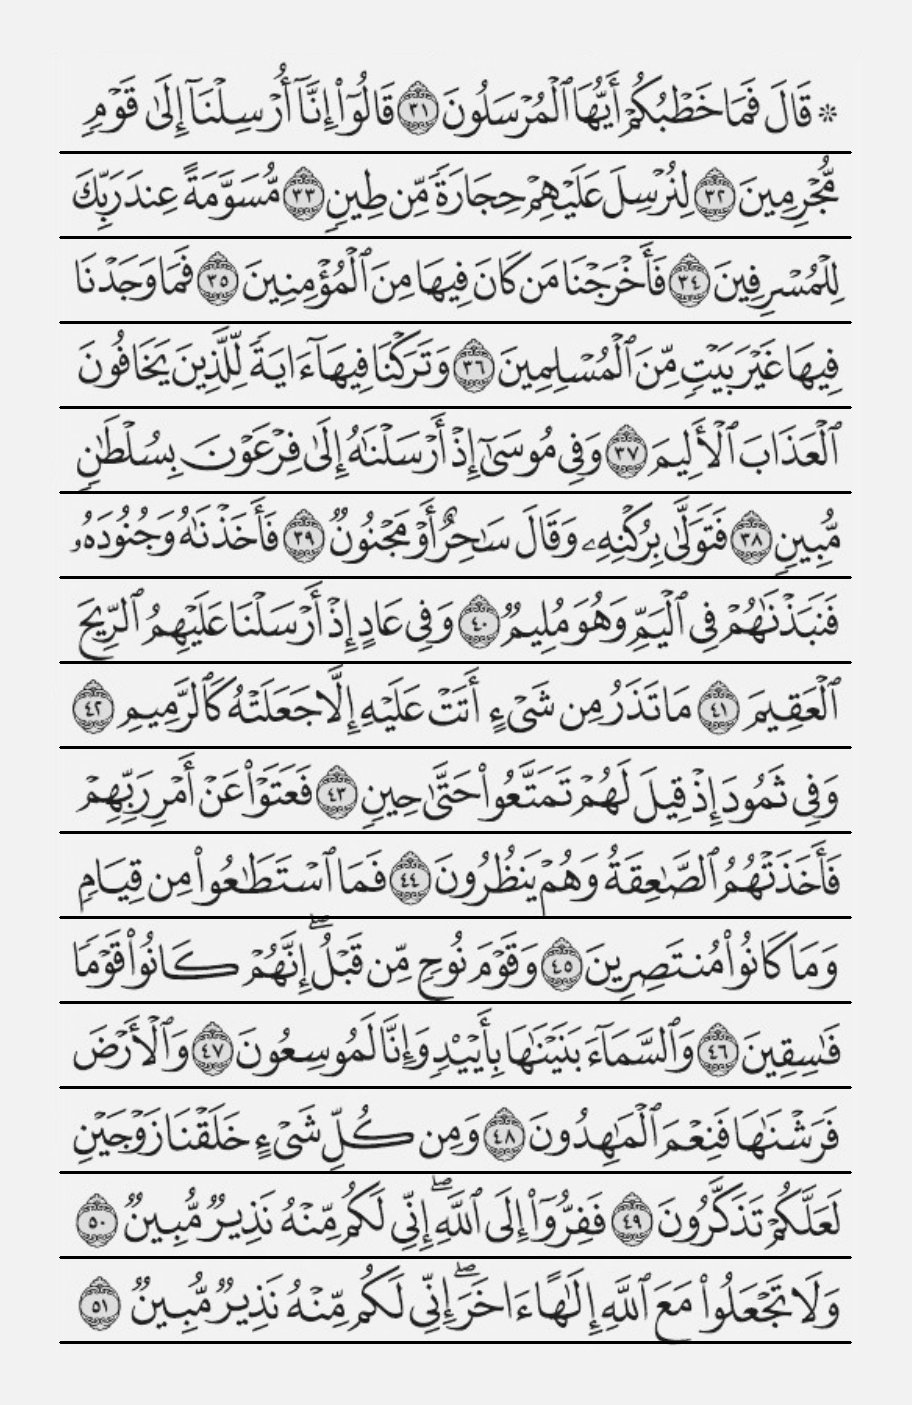 ۞ قَالَ فَمَا خَطْبُكُمْ أَيُّهَا ٱلْمُرْسَلُونَ ٣١ قَالُوٓا۟ إِنَّآ أُرْسِلْنَآ إِلَىٰ قَوْمٍ
مُّجْرِمِينَ ٣٢ لِنُرْسِلَ عَلَيْهِمْ حِجَارَةً مِّن طِينٍ ٣٣ مُّسَوَّمَةً عِندَ رَبِّكَ
لِلْمُسْرِفِينَ ٣٤ فَأَخْرَجْنَا مَن كَانَ فِيهَا مِنَ ٱلْمُؤْمِنِينَ ٣٥ فَمَا وَجَدْنَا
فِيهَا غَيْرَ بَيْتٍ مِّنَ ٱلْمُسْلِمِينَ ٣٦ وَتَرَكْنَا فِيهَآ ءَايَةً لِّلَّذِينَ يَخَافُونَ
ٱلْعَذَابَ ٱلْأَلِيمَ ٣٧ وَفِى مُوسَىٰٓ إِذْ أَرْسَلْنَٰهُ إِلَىٰ فِرْعَوْنَ بِسُلْطَٰنٍ
مُّبِينٍ ٣٨ فَتَوَلَّىٰ بِرُكْنِهِۦ وَقَالَ سَٰحِرٌ أَوْ مَجْنُونٌ ٣٩ فَأَخَذْنَٰهُ وَجُنُودَهُۥ
فَنَبَذْنَٰهُمْ فِى ٱلْيَمِّ وَهُوَ مُلِيمٌ ٤٠ وَفِى عَادٍ إِذْ أَرْسَلْنَا عَلَيْهِمُ ٱلرِّيحَ
ٱلْعَقِيمَ ٤١ مَا تَذَرُ مِن شَىْءٍ أَتَتْ عَلَيْهِ إِلَّا جَعَلَتْهُ كَٱلرَّمِيمِ ٤٢
وَفِى ثَمُودَ إِذْ قِيلَ لَهُمْ تَمَتَّعُوا۟ حَتَّىٰ حِينٍ ٤٣ فَعَتَوْا۟ عَنْ أَمْرِ رَبِّهِمْ
فَأَخَذَتْهُمُ ٱلصَّٰعِقَةُ وَهُمْ يَنظُرُونَ ٤٤ فَمَا ٱسْتَطَٰعُوا۟ مِن قِيَامٍ
وَمَا كَانُوا۟ مُنتَصِرِينَ ٤٥ وَقَوْمَ نُوحٍ مِّن قَبْلُ ۖ إِنَّهُمْ كَانُوا۟ قَوْمًا
فَٰسِقِينَ ٤٦ وَٱلسَّمَآءَ بَنَيْنَٰهَا بِأَيْي۟دٍ وَإِنَّا لَمُوسِعُونَ ٤٧ وَٱلْأَرْضَ
فَرَشْنَٰهَا فَنِعْمَ ٱلْمَٰهِدُونَ ٤٨ وَمِن كُلِّ شَىْءٍ خَلَقْنَا زَوْجَيْنِ
لَعَلَّكُمْ تَذَكَّرُونَ ٤٩ فَفِرُّوٓا۟ إِلَى ٱللَّهِ ۖ إِنِّى لَكُم مِّنْهُ نَذِيرٌ مُّبِينٌ ٥٠
وَلَا تَجْعَلُوا۟ مَعَ ٱللَّهِ إِلَٰهًا ءَاخَرَ ۖ إِنِّى لَكُم مِّنْهُ نَذِيرٌ مُّبِينٌ ٥١